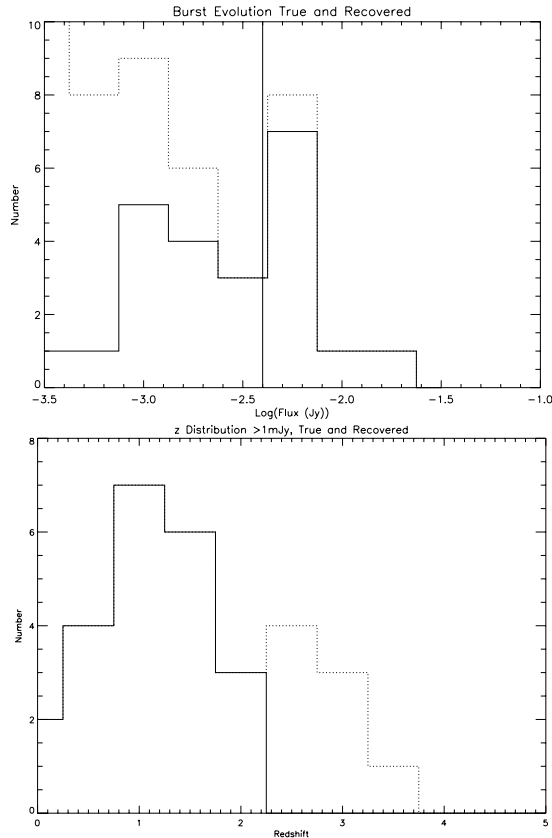 Burst Evolution True and Recovered
10
8
6
4
2
0
Number
-3.5 -3.0 -2.5 -2.0 -1.5 -1.0
Log(Flux (Jy))
z Distribution >1mJy, True and Recovered
8
6
4
2
0
Number
0 1 2 3 4 5
Redshift